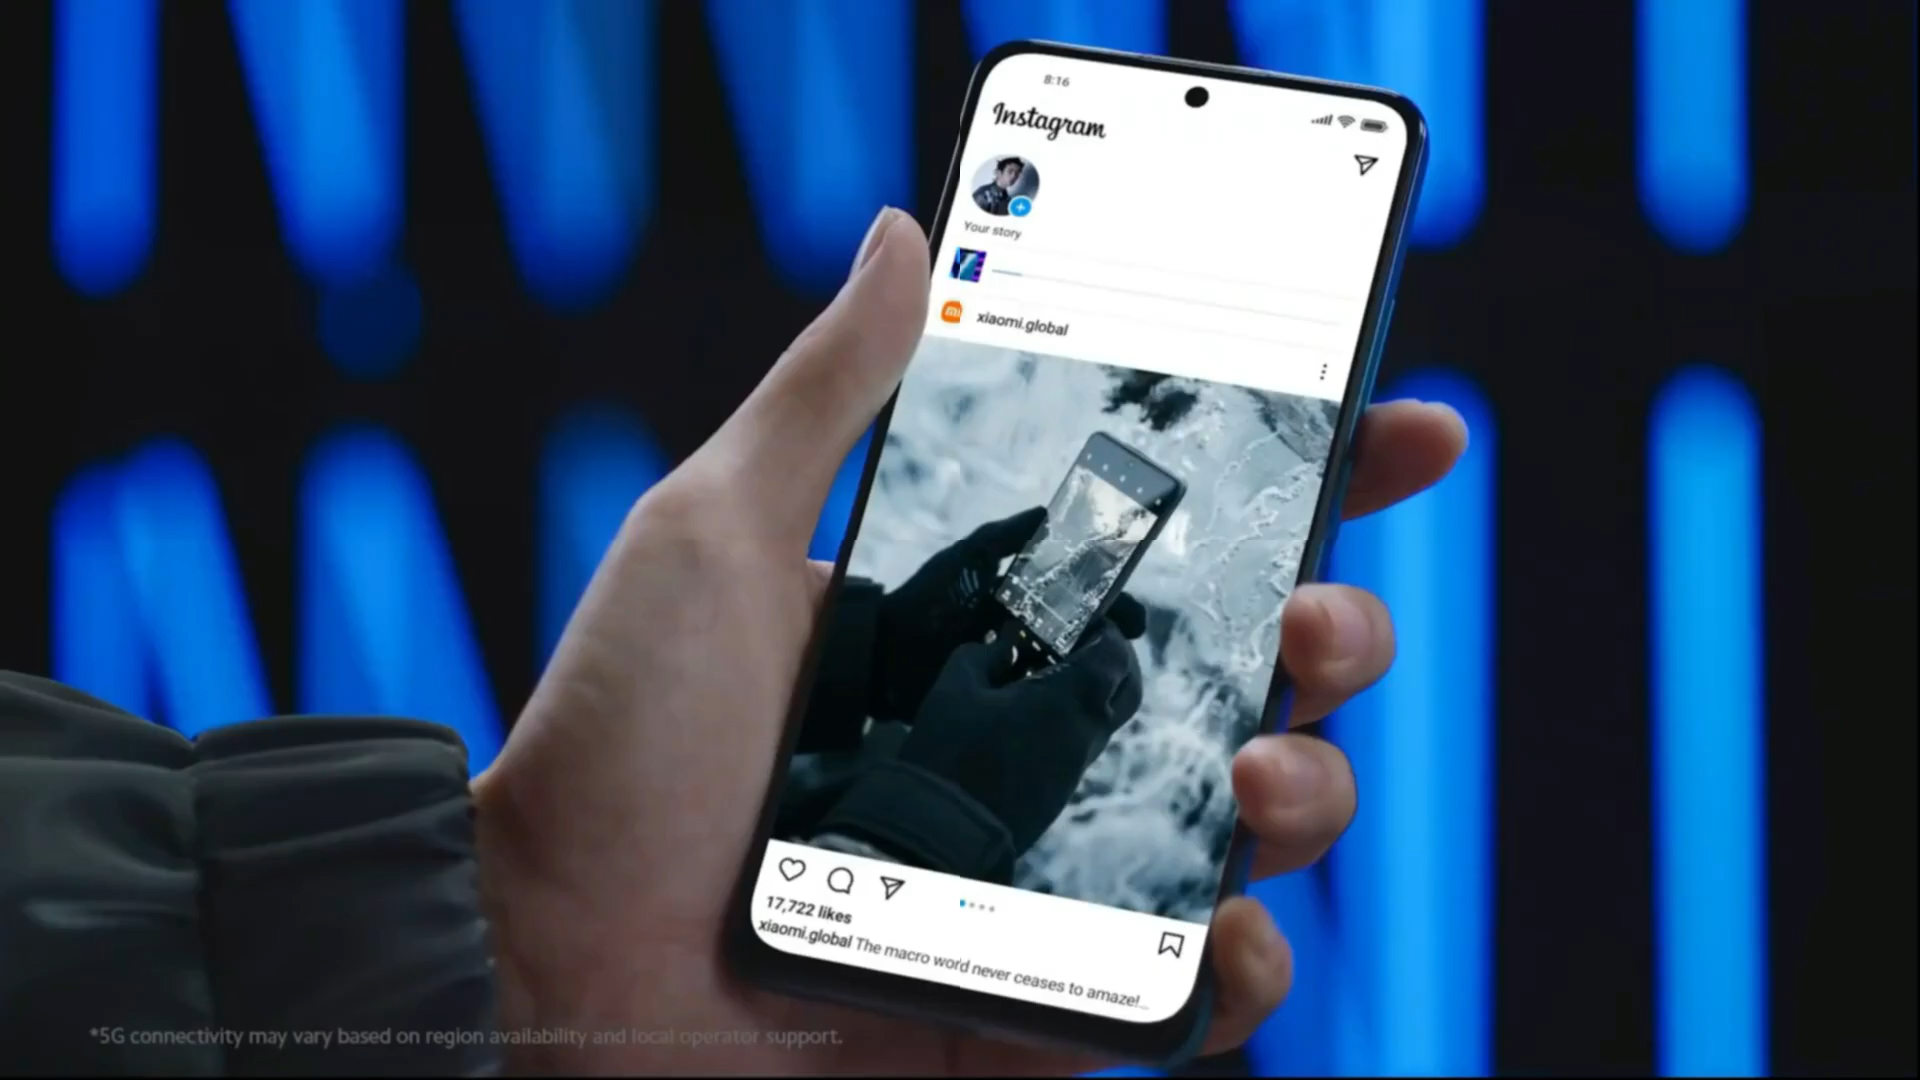 8:16
Instagram
Your story
mi
xiaomi.global
17,722 likes
xiaomi.global The macro word never ceases to amaze!...
*5G connectivity may vary based on region availability and local operator support.